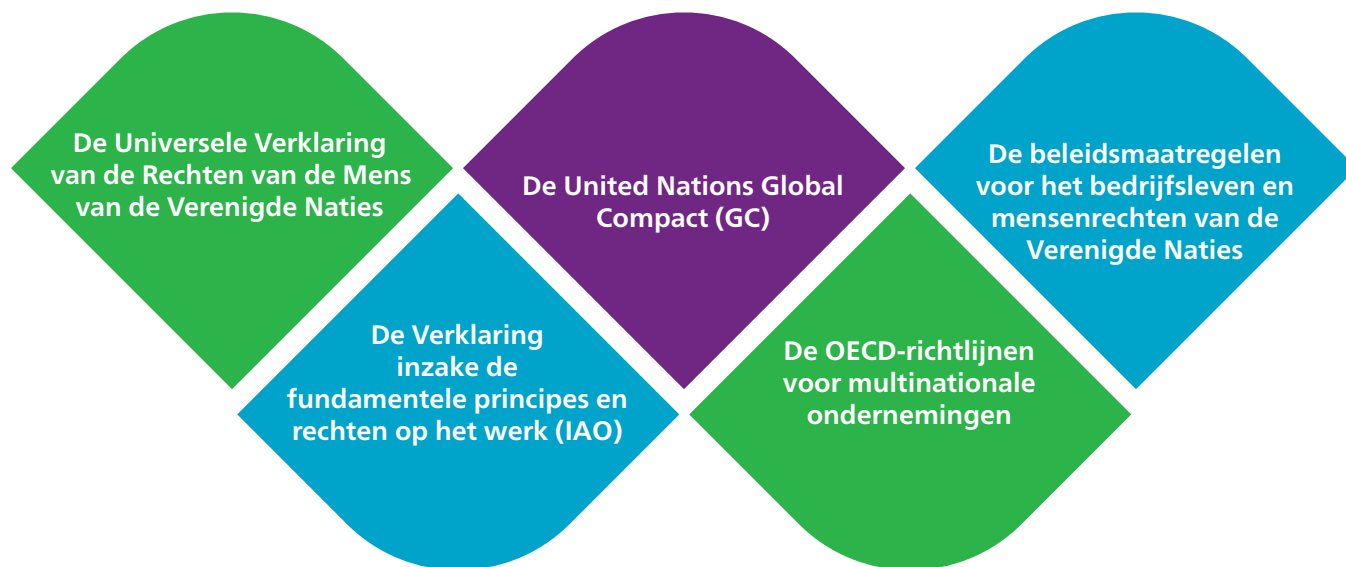 De Universele Verklaring
van de Rechten van de Mens
van de Verenigde Naties
De Verklaring
inzake de
fundamentele principes en
rechten op het werk (IAO)
De United Nations Global
Compact (GC)
De OECD-richtlijnen
voor multinationale
ondernemingen
De beleidsmaatregelen
voor het bedrijfsleven en
mensenrechten van de
Verenigde Naties